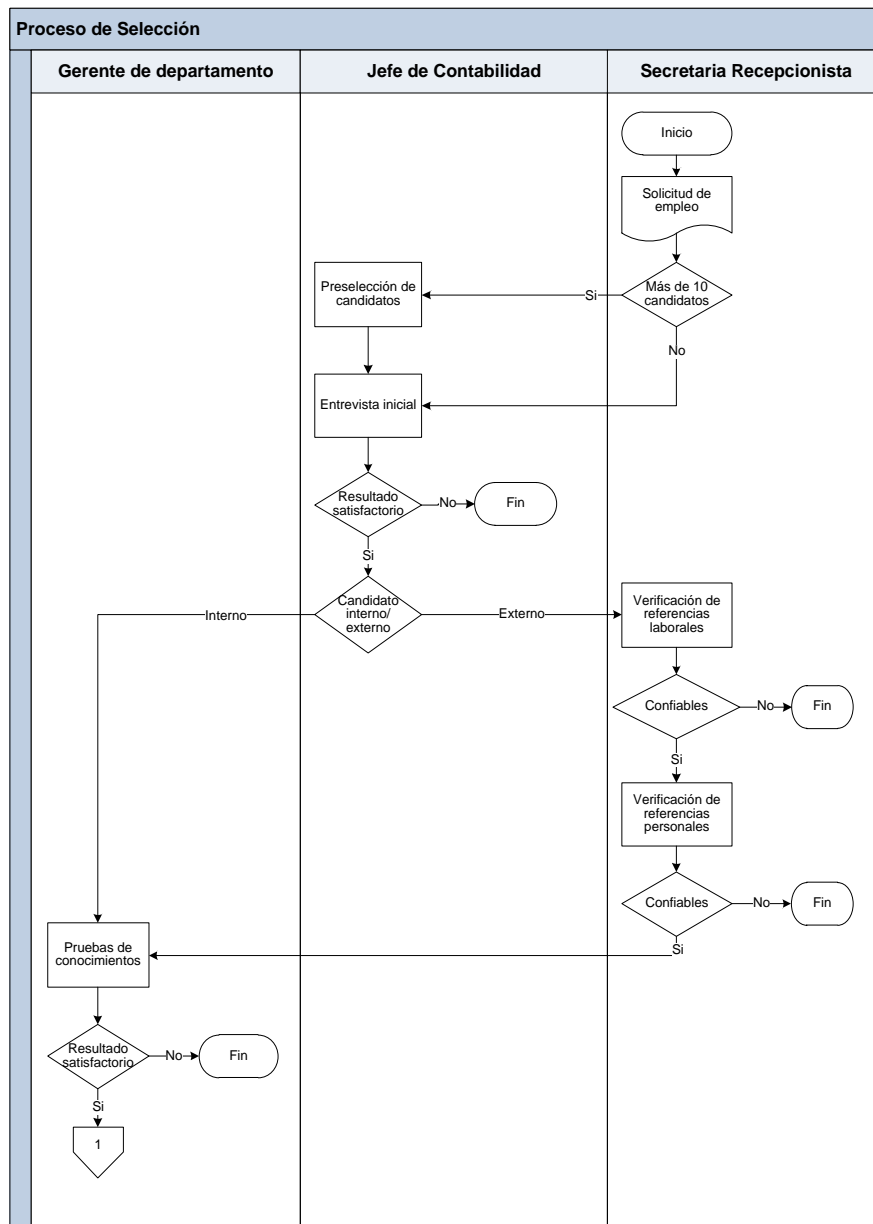 Proceso de Selección
Gerente de departamento
Jefe de Contabilidad
Secretaria Recepcionista
Inicio
Solicitud de
empleo
Más de 10
candidatos
Si
No
Preselección de
candidatos
Entrevista inicial
Resultado
satisfactorio
No
Fin
Si
Candidato
interno/
externo
Interno
Externo
Verificación de
referencias
laborales
Confiables
No
Fin
Si
Verificación de
referencias
personales
Confiables
No
Fin
Si
Pruebas de
conocimientos
Resultado
satisfactorio
No
Fin
Si
1